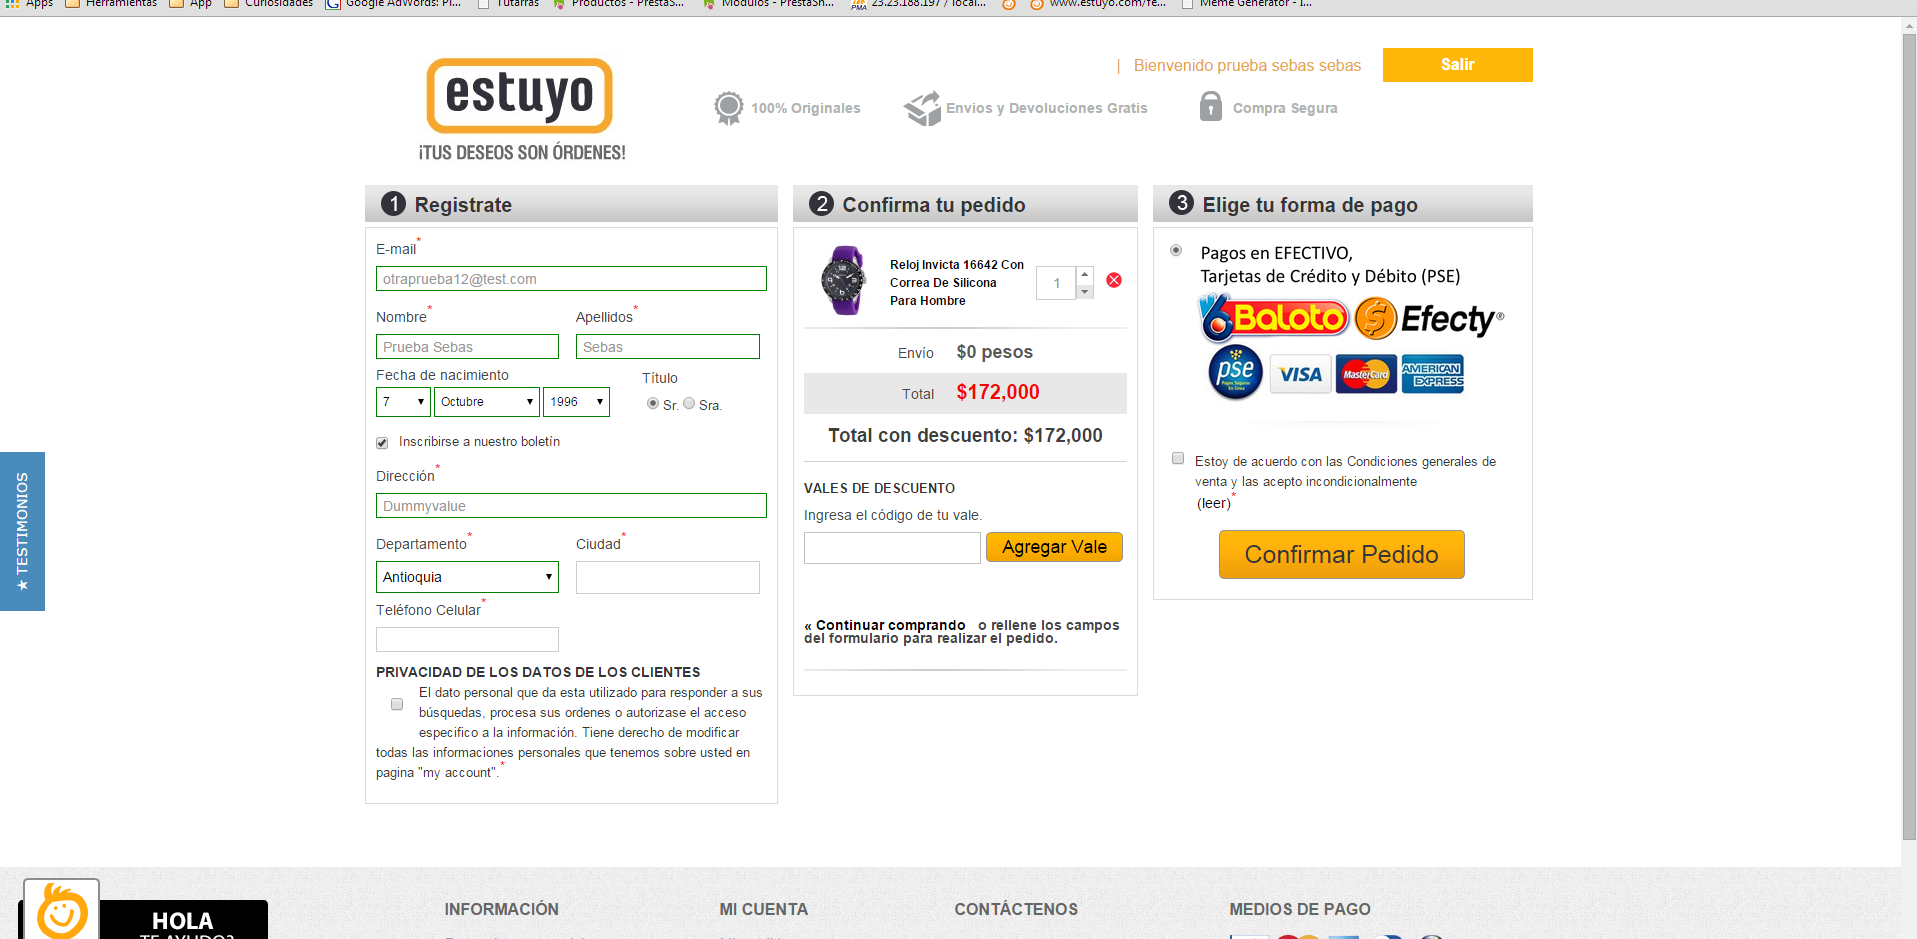 Apps Herramientas App Curiosidades Google AdWords: Pl... Tutarras Productos - PrestaS... Módulos - PrestaSh... 23.23.188.197 / local... www.estuyo.com/fe... Meme Generator - I...
| Bienvenido prueba sebas sebas Salir
estuyo
¡TUS DESEOS SON ÓRDENES!
100% Originales Envios y Devoluciones Gratis Compra Segura
1 Registrate
E-mail*
otraprueba12@test.com
Nombre* Apellidos*
Prueba Sebas Sebas
Fecha de nacimiento Título
7 Octubre 1996 Sr. Sra.
Inscribirse a nuestro boletín
Dirección*
Dummyvalue
Departamento* Ciudad*
Antioquia
Teléfono Celular*
PRIVACIDAD DE LOS DATOS DE LOS CLIENTES
El dato personal que da esta utilizado para responder a sus
búsquedas, procesa sus ordenes o autorizase el acceso
especifico a la información. Tiene derecho de modificar
todas las informaciones personales que tenemos sobre usted en
pagina "my account".*
2 Confirma tu pedido
Reloj Invicta 16642 Con
Correa De Silicona
Para Hombre
1
Envío $0 pesos
Total $172,000
Total con descuento: $172,000
VALES DE DESCUENTO
Ingresa el código de tu vale.
Agregar Vale
« Continuar comprando o rellene los campos
del formulario para realizar el pedido.
3 Elige tu forma de pago
Pagos en EFECTIVO,
Tarjetas de Crédito y Débito (PSE)
Baloto $ Efecty®
pse VISA MasterCard AMERICAN EXPRESS
Estoy de acuerdo con las Condiciones generales de
venta y las acepto incondicionalmente
(leer)*
Confirmar Pedido
★ TESTIMONIOS
HOLA
TE AYUDO?
INFORMACIÓN MI CUENTA CONTÁCTENOS MEDIOS DE PAGO